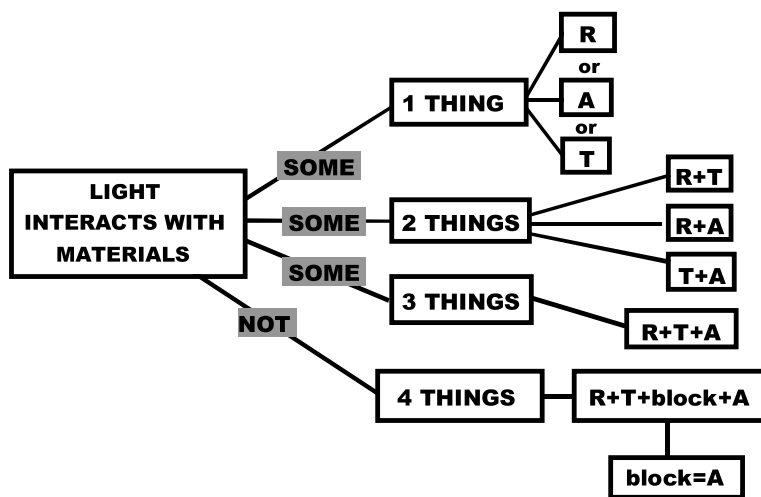 LIGHT
INTERACTS WITH
MATERIALS
SOME
1 THING
R
or
A
or
T
SOME
2 THINGS
R+T
R+A
T+A
SOME
3 THINGS
R+T+A
NOT
4 THINGS
R+T+block+A
block=A